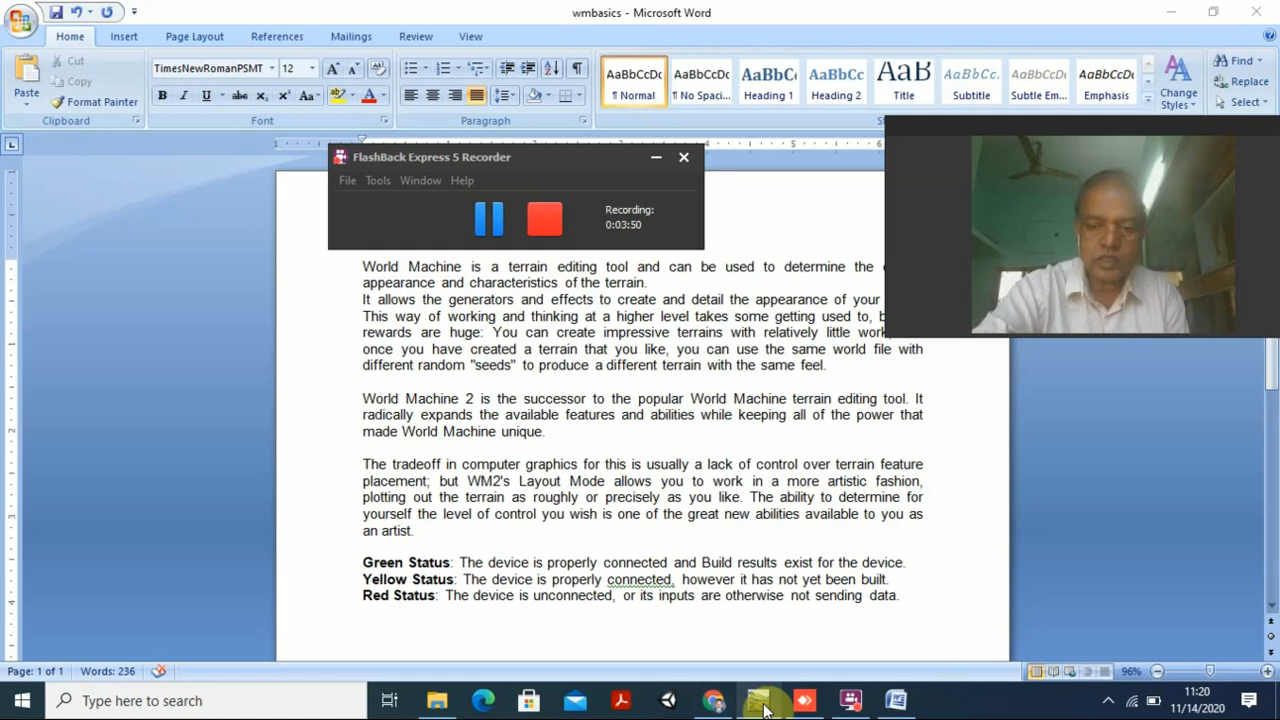 wmbasics - Microsoft Word
Home Insert Page Layout References Mailings Review View
Paste
Cut
Copy
Format Painter
Clipboard
TimesNewRomanPSMT 12
Font
Paragraph
AaBbCcDc AaBbCcDc AaBbC AaBbCc AaB AaBbCc. AaBbCcDc AaBbCcDc
¶ Normal ¶ No Spaci... Heading 1 Heading 2 Title Subtitle Subtle Em... Emphasis
Change
Styles
Find
Replace
Select
Editing
FlashBack Express 5 Recorder
File Tools Window Help
Recording:
0:03:50
World Machine is a terrain editing tool and can be used to determine the
appearance and characteristics of the terrain.
It allows the generators and effects to create and detail the appearance of your
This way of working and thinking at a higher level takes some getting used to,
rewards are huge: You can create impressive terrains with relatively little work
once you have created a terrain that you like, you can use the same world file with
different random "seeds" to produce a different terrain with the same feel.
World Machine 2 is the successor to the popular World Machine terrain editing tool. It
radically expands the available features and abilities while keeping all of the power that
made World Machine unique.
The tradeoff in computer graphics for this is usually a lack of control over terrain feature
placement; but WM2's Layout Mode allows you to work in a more artistic fashion,
plotting out the terrain as roughly or precisely as you like. The ability to determine for
yourself the level of control you wish is one of the great new abilities available to you as
an artist.
Green Status: The device is properly connected and Build results exist for the device.
Yellow Status: The device is properly connected, however it has not yet been built.
Red Status: The device is unconnected, or its inputs are otherwise not sending data.
Page: 1 of 1 Words: 236 96%
Type here to search
11:20
11/14/2020